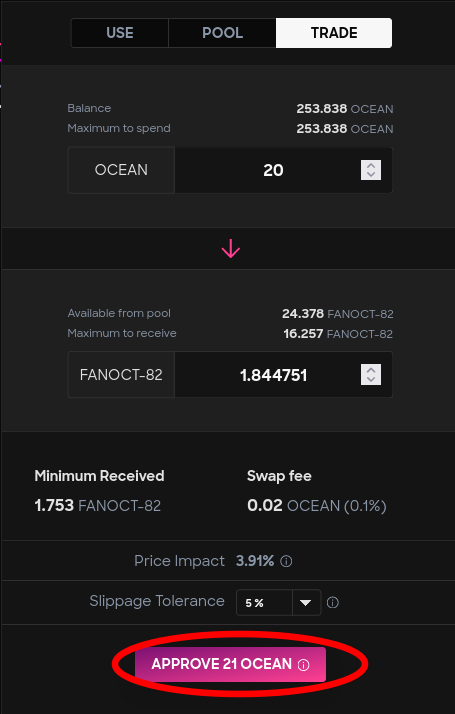 USE POOL TRADE
Balance 253.838 OCEAN
Maximum to spend 253.838 OCEAN
OCEAN 20
Available from pool 24.378 FANOCT-82
Maximum to receive 16.257 FANOCT-82
FANOCT-82 1.844751
Minimum Received Swap fee
1.753 FANOCT-82 0.02 OCEAN (0.1%)
Price Impact 3.91%
Slippage Tolerance 5 %
APPROVE 21 OCEAN